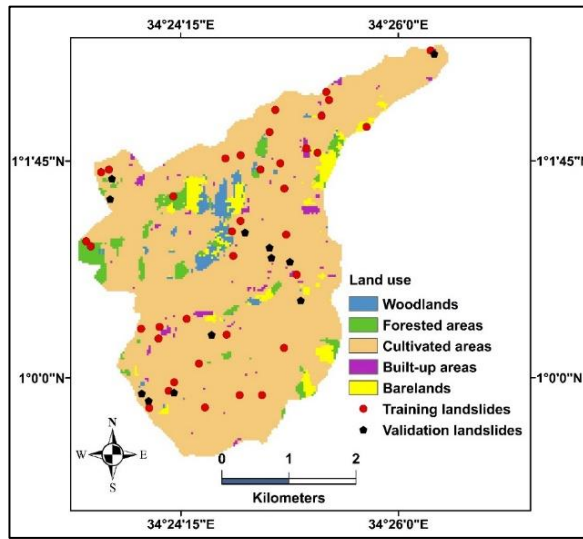 34°24'15"E 34°26'0"E
1°1'45"N 1°1'45"N
Land use
Woodlands
Forested areas
Cultivated areas
Built-up areas
Barelands
Training landslides
Validation landslides
1°0'0"N 1°0'0"N
N
W E
S
0 1 2
Kilometers
34°24'15"E 34°26'0"E